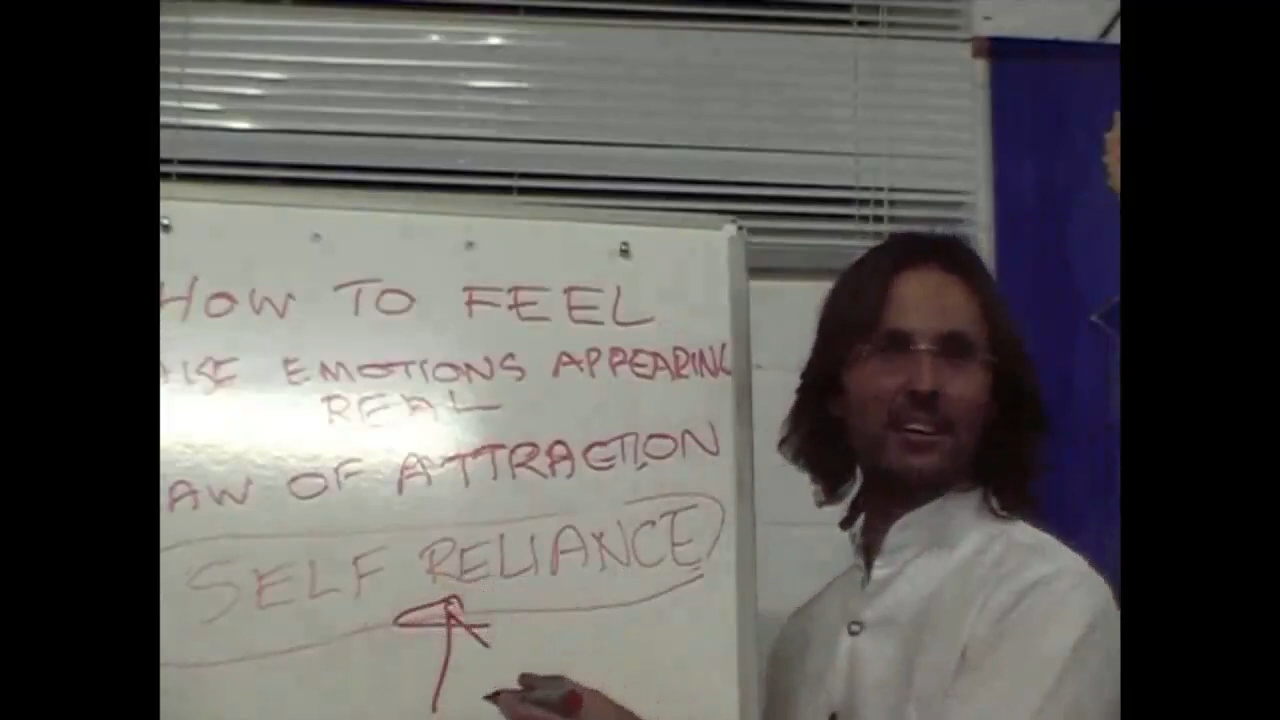 HOW TO FEEL
EMOTIONS APPEARING
REAL
AW OF ATTRACTION
SELF RELIANCE